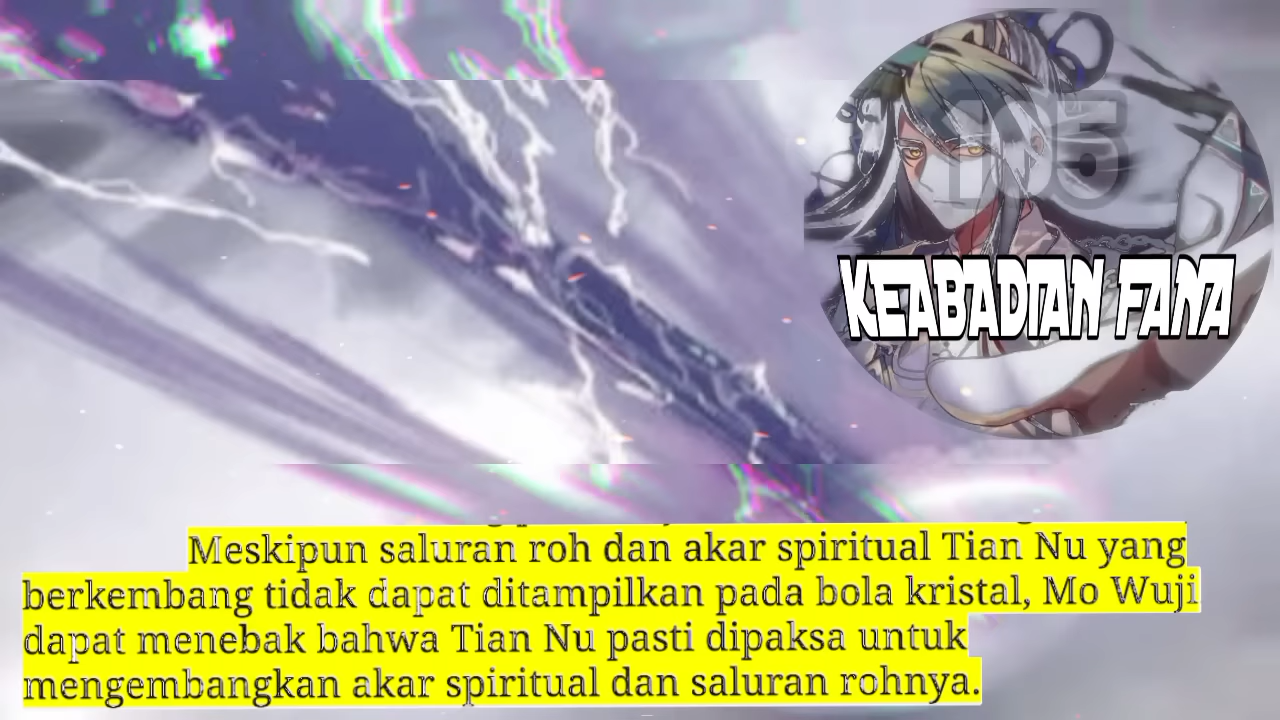 105
KEABADIAN FANA
Meskipun saluran roh dan akar spiritual Tian Nu yang
berkembang tidak dapat ditampilkan pada bola kristal, Mo Wuji
dapat menebak bahwa Tian Nu pasti dipaksa untuk
mengembangkan akar spiritual dan saluran rohnya.